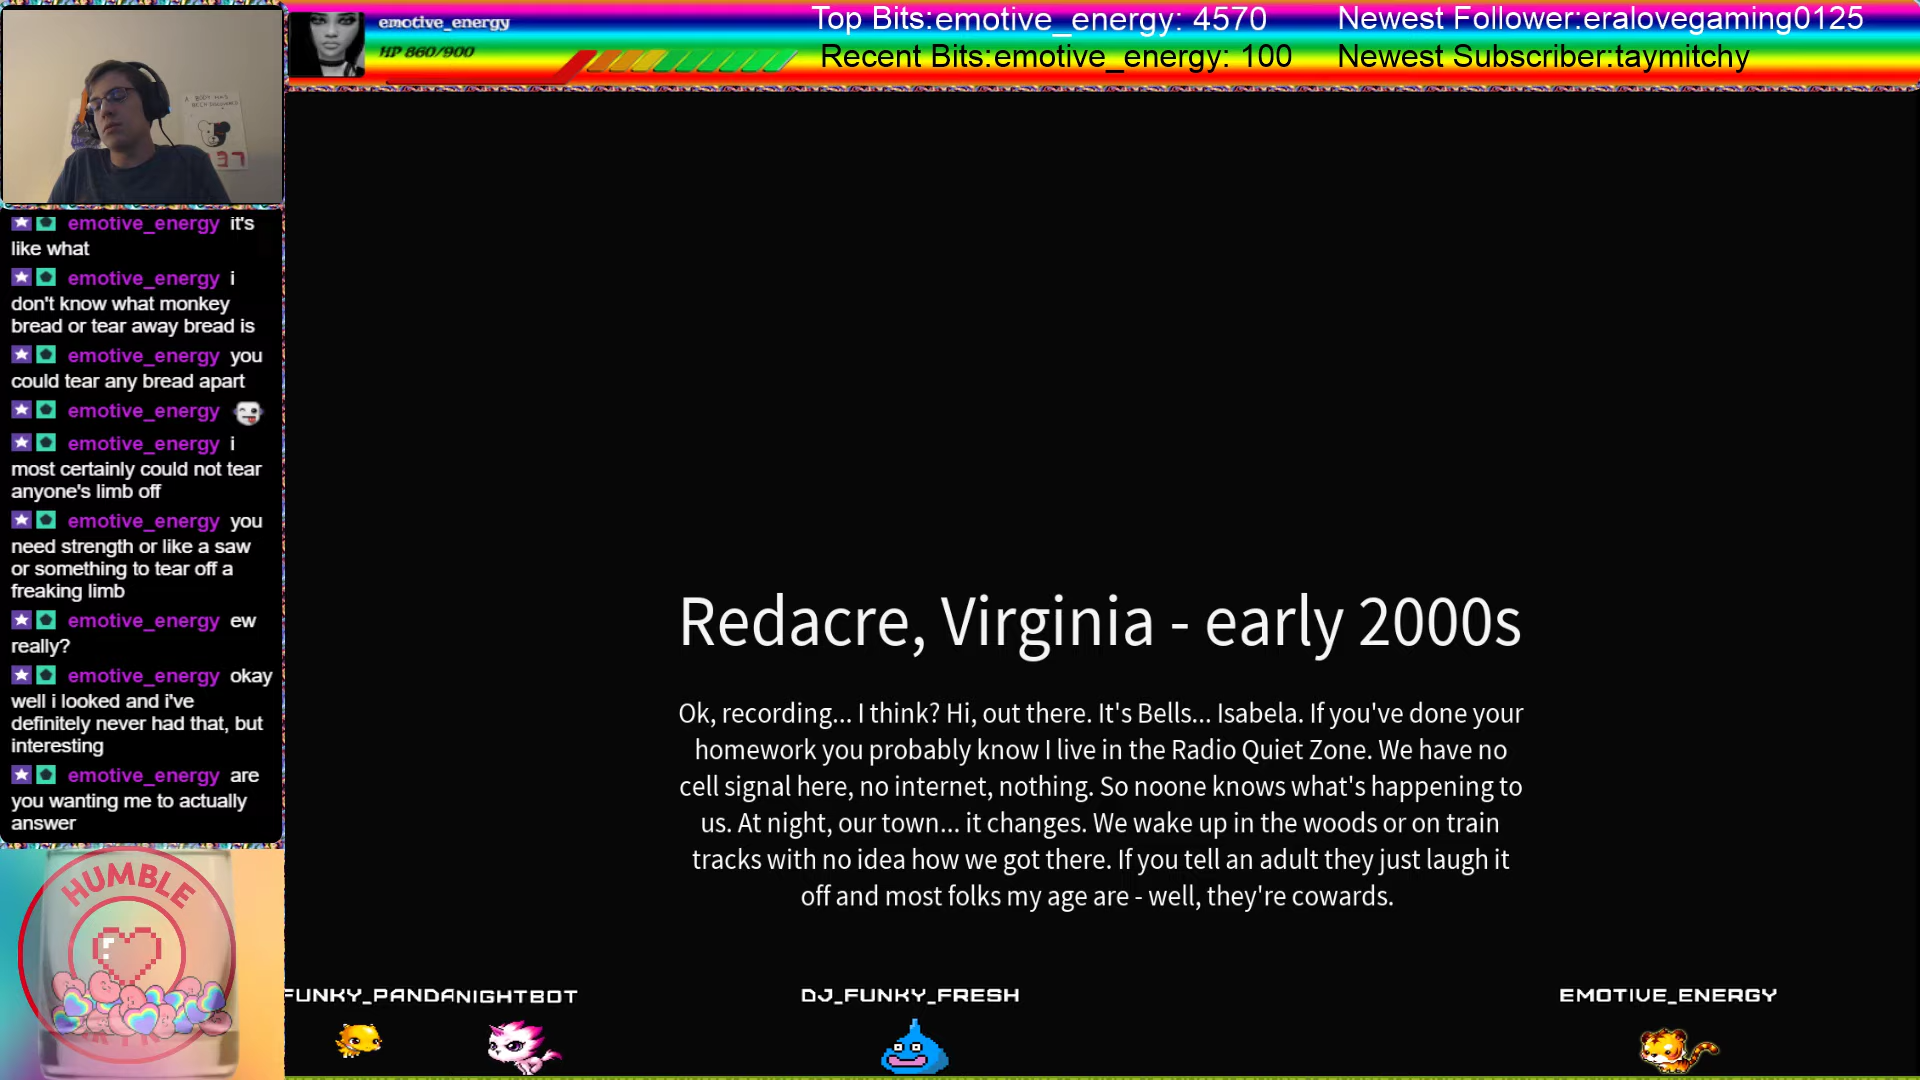 emotive_energy
HP 860/900
Top Bits:emotive_energy: 4570
Newest Follower:eralovegaming0125
Recent Bits:emotive_energy: 100
Newest Subscriber:taymitchy
A BODY HAS
BEEN DISCOVERED
emotive_energy it's
like what
emotive_energy i
don't know what monkey
bread or tear away bread is
emotive_energy you
could tear any bread apart
emotive_energy
emotive_energy i
most certainly could not tear
anyone's limb off
emotive_energy you
need strength or like a saw
or something to tear off a
freaking limb
emotive_energy ew
really?
emotive_energy okay
well i looked and i've
definitely never had that, but
interesting
emotive_energy are
you wanting me to actually
answer
HUMBLE
Redacre, Virginia - early 2000s
Ok, recording... I think? Hi, out there. It's Bells... Isabela. If you've done your
homework you probably know I live in the Radio Quiet Zone. We have no
cell signal here, no internet, nothing. So noone knows what's happening to
us. At night, our town... it changes. We wake up in the woods or on train
tracks with no idea how we got there. If you tell an adult they just laugh it
off and most folks my age are - well, they're cowards.
FUNKY_PANDANIGHTBOT
DJ_FUNKY_FRESH
EMOTIVE_ENERGY